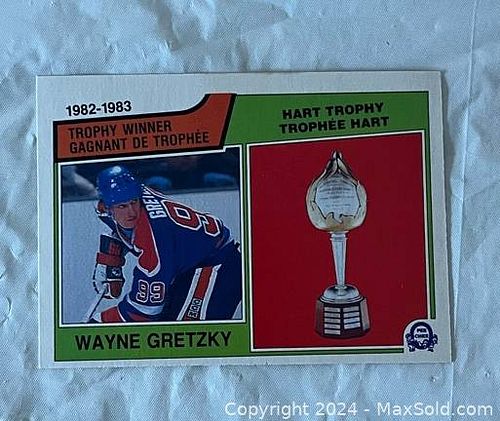 1982-1983
TROPHY WINNER
GAGNANT DE TROPHÉE
HART TROPHY
TROPHÉE HART
99
99
WAYNE GRETZKY
Copyright © 2024 - MaxSold.com